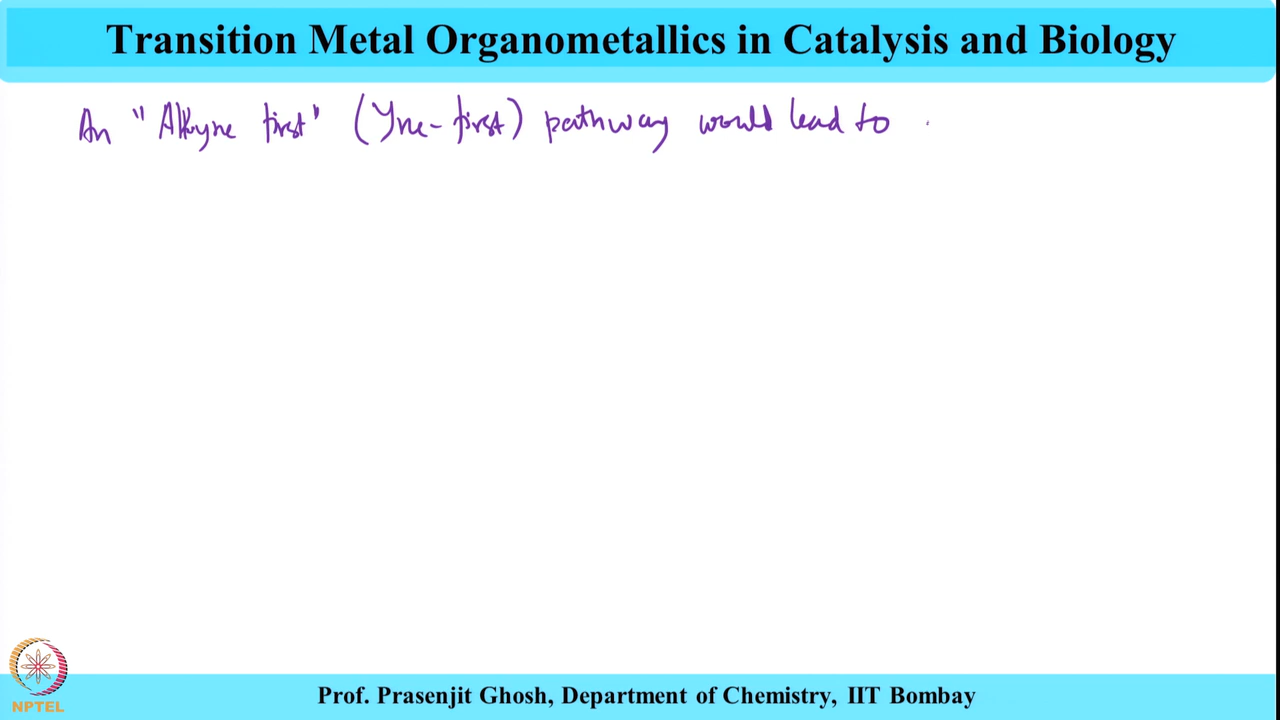 Transition Metal Organometallics in Catalysis and Biology
An "Alkyne first" (Yne-first) pathway would lead to
NPTEL
Prof. Prasenjit Ghosh, Department of Chemistry, IIT Bombay